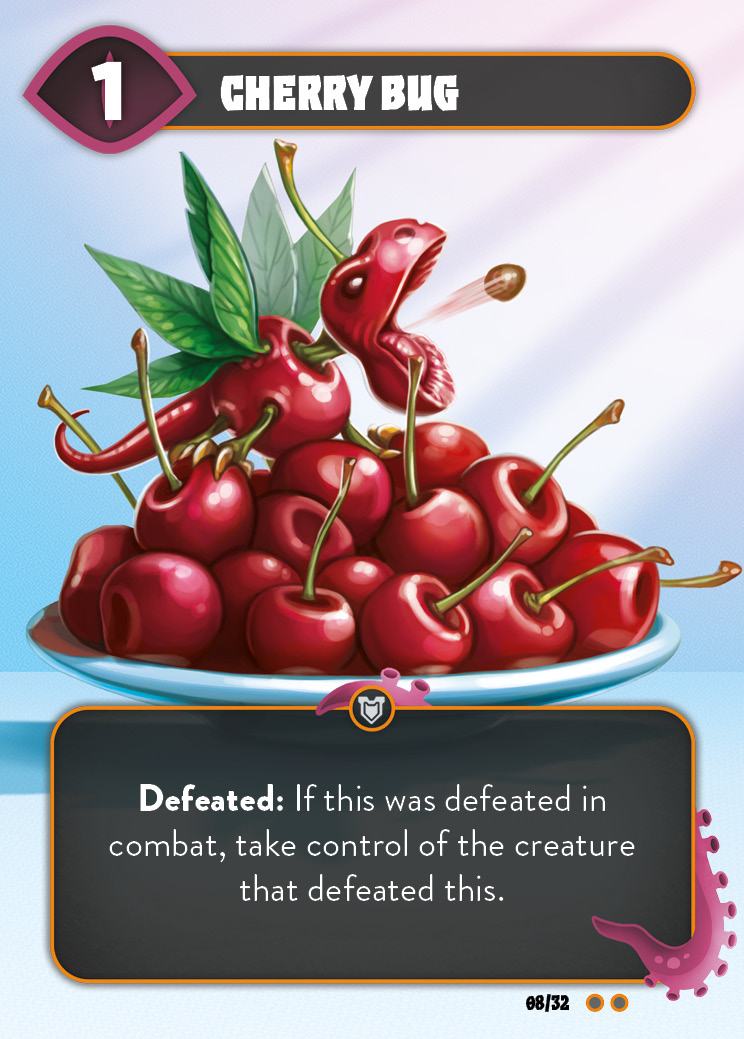 1
CHERRY BUG
Defeated: If this was defeated in
combat, take control of the creature
that defeated this.
08/32